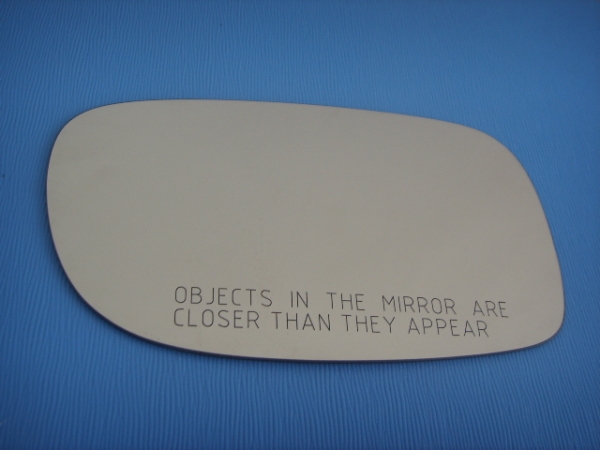 OBJECTS IN THE MIRROR ARE
CLOSER THAN THEY APPEAR